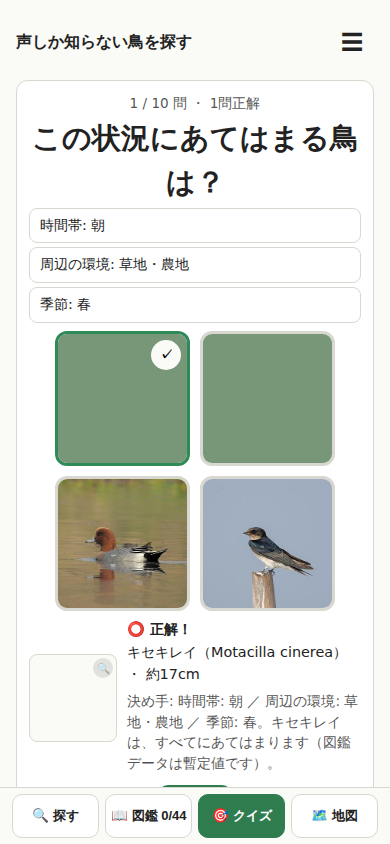 声しか知らない鳥を探す
☰
1 / 10 問 ・ 1問正解
この状況にあてはまる鳥
は？
時間帯: 朝
周辺の環境: 草地・農地
季節: 春
✓
⭕ 正解！
キセキレイ（Motacilla cinerea）
・ 約17cm
決め手: 時間帯: 朝 ／ 周辺の環境: 草
地・農地 ／ 季節: 春。キセキレイ
は、すべてにあてはまります（図鑑
データは暫定値です）。
🔍 探す
📖 図鑑 0/44
🎯 クイズ
🗺️ 地図